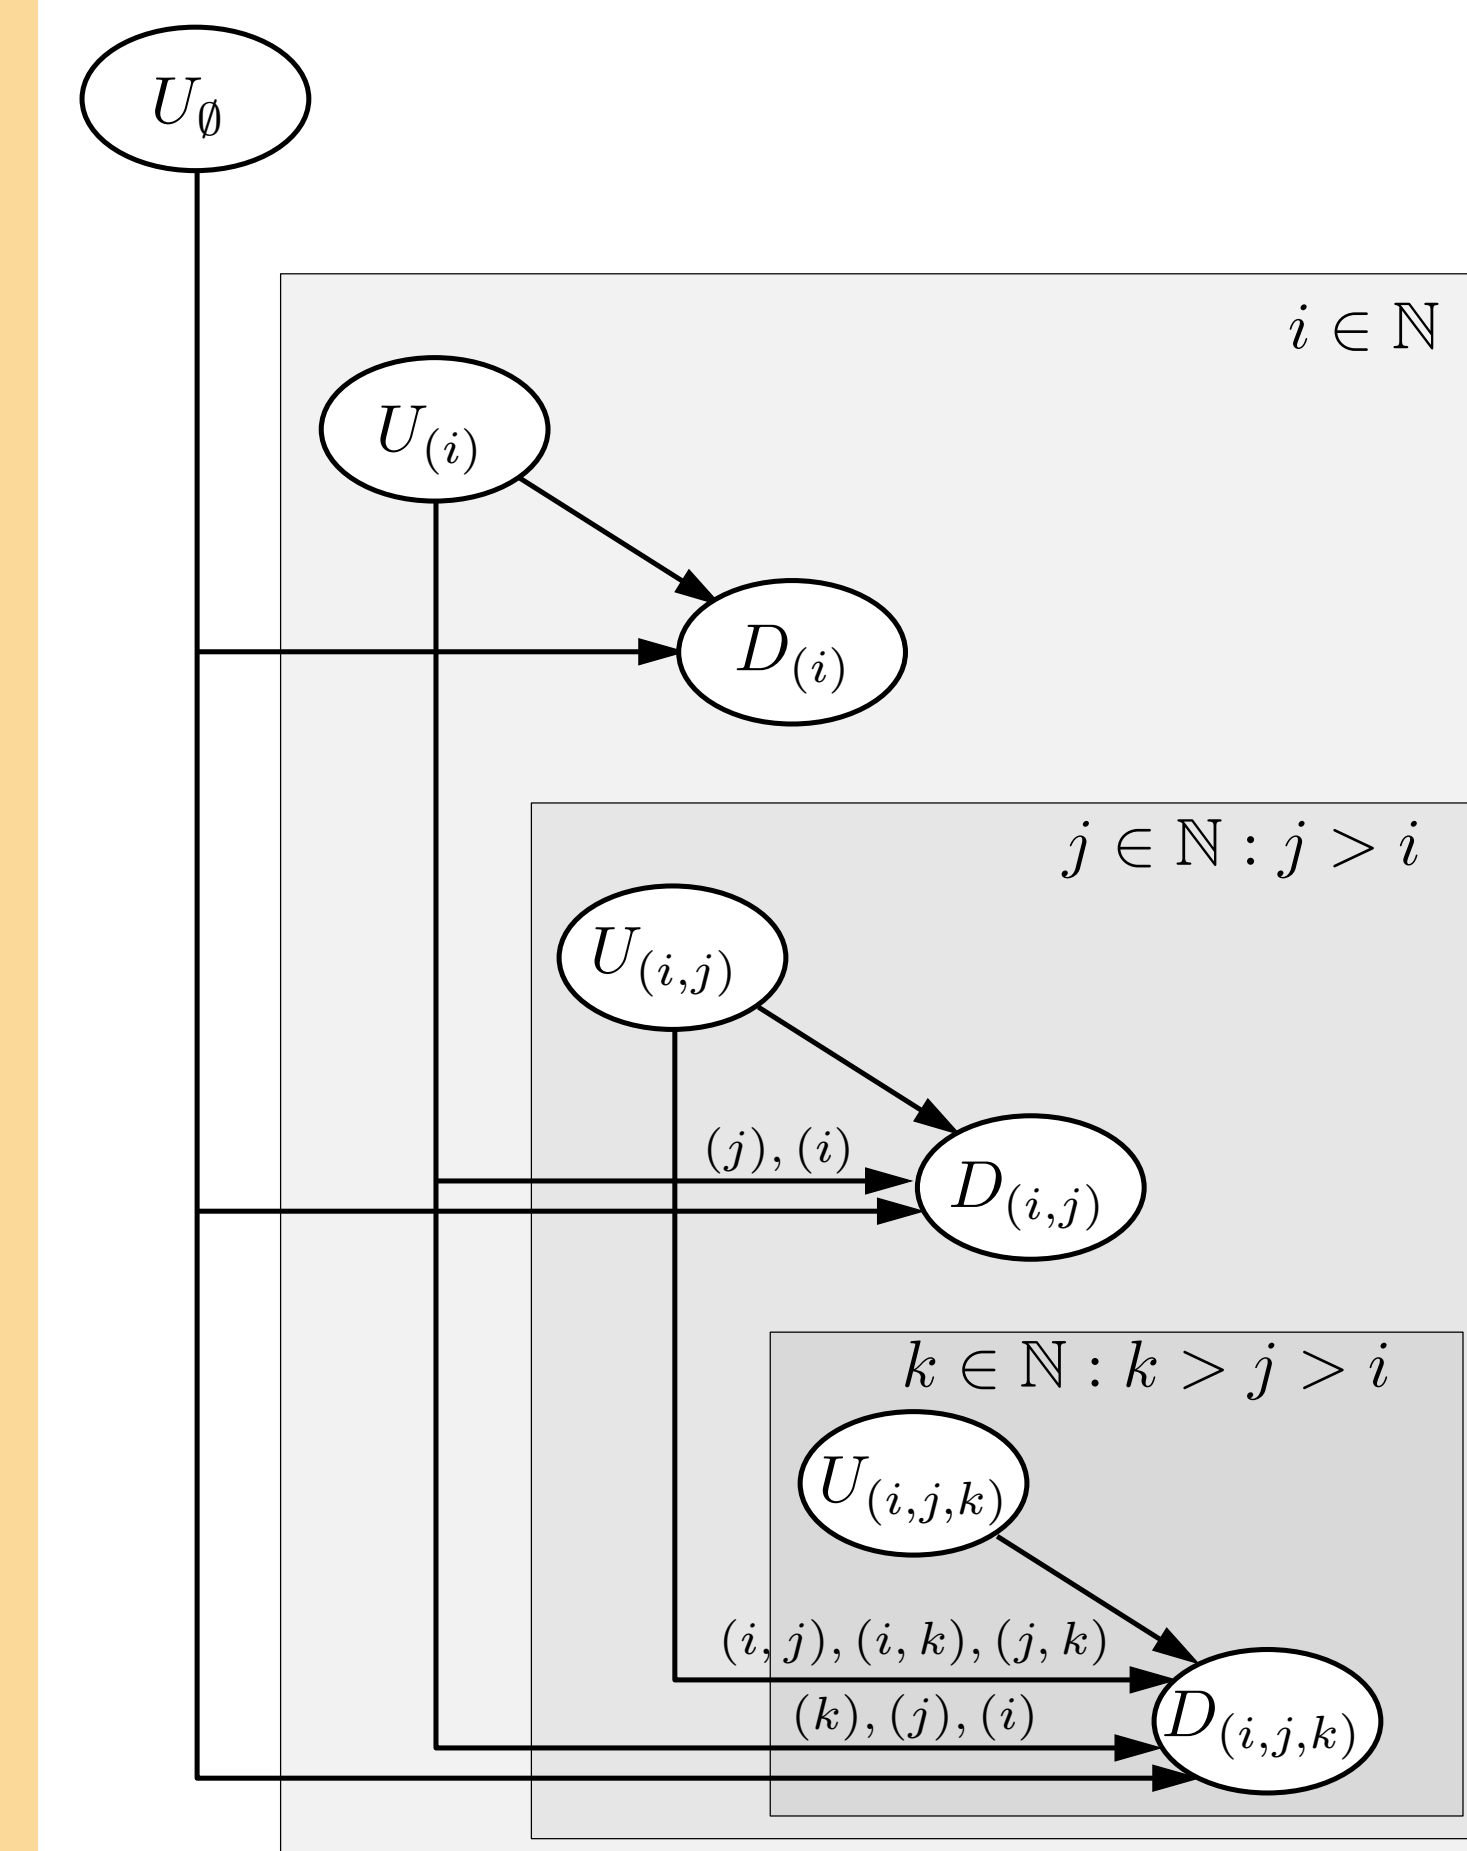 U_∅
i ∈ ℕ
U_(i)
D_(i)
j ∈ ℕ : j > i
U_(i,j)
(j), (i)
D_(i,j)
k ∈ ℕ : k > j > i
U_(i,j,k)
(i, j), (i, k), (j, k)
(k), (j), (i)
D_(i,j,k)